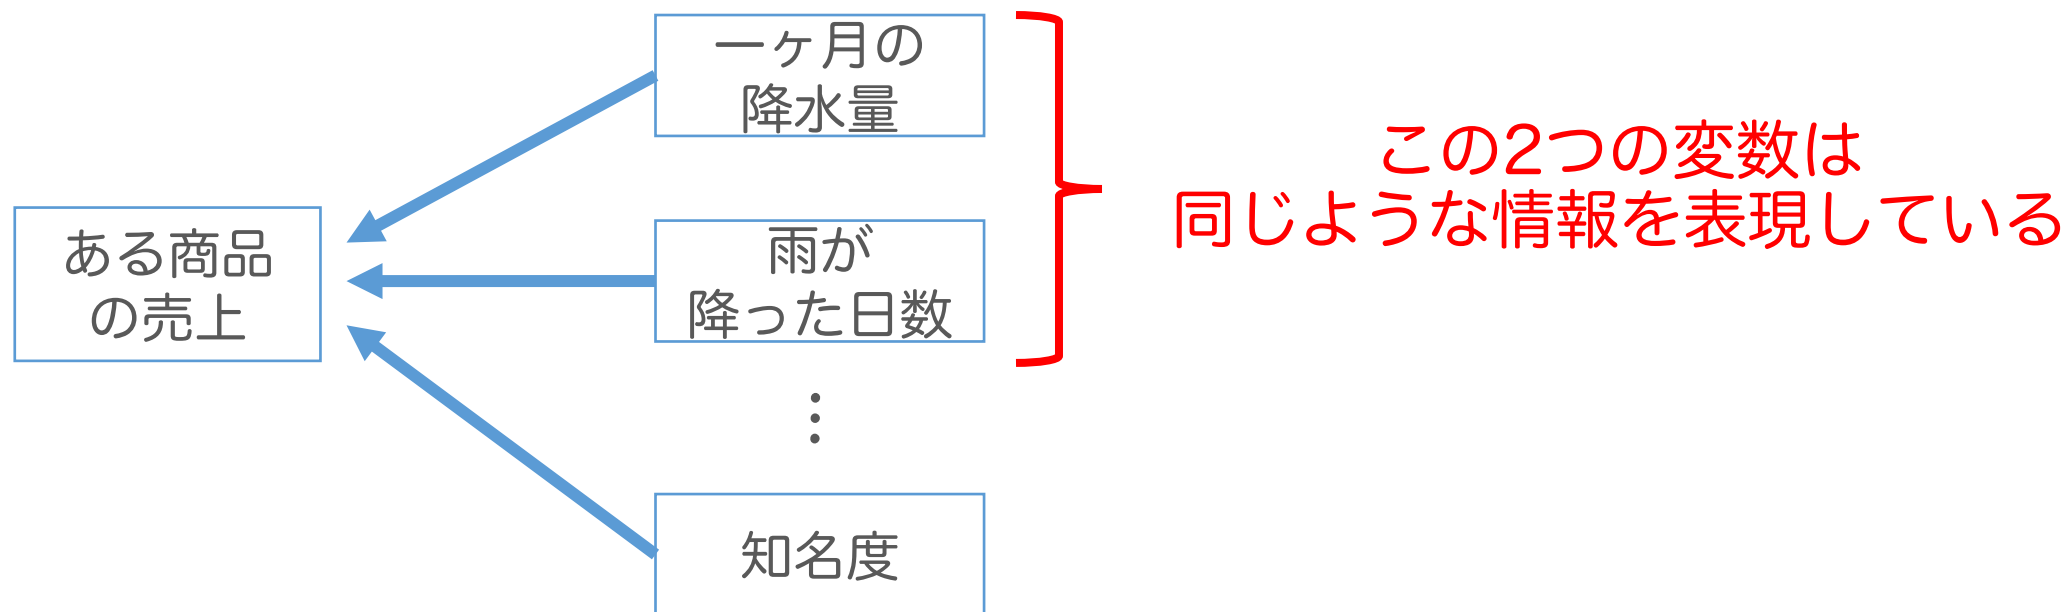 一ヶ月の
降水量
この2つの変数は
同じような情報を表現している
ある商品
の売上
雨が
降った日数
⋮
知名度